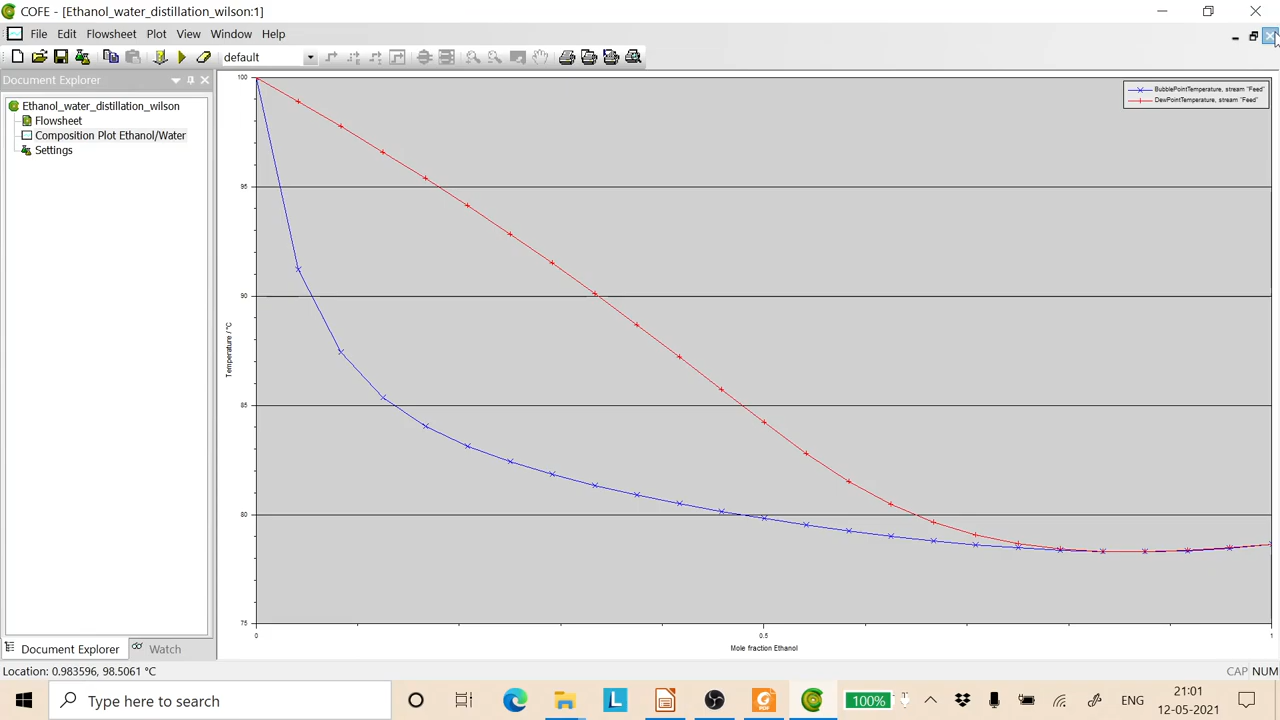 COFE - [Ethanol_water_distillation_wilson:1]
File Edit Flowsheet Plot View Window Help
default
Document Explorer
Ethanol_water_distillation_wilson
Flowsheet
Composition Plot Ethanol/Water
Settings
100
95
90
85
80
75
Temperature / °C
BubblePointTemperature, stream "Feed"
DewPointTemperature, stream "Feed"
0 0.5 1
Mole fraction Ethanol
Document Explorer Watch
Location: 0.983596, 98.5061 °C
CAP NUM
Type here to search
L
PDF
100%
ENG
21:01
12-05-2021